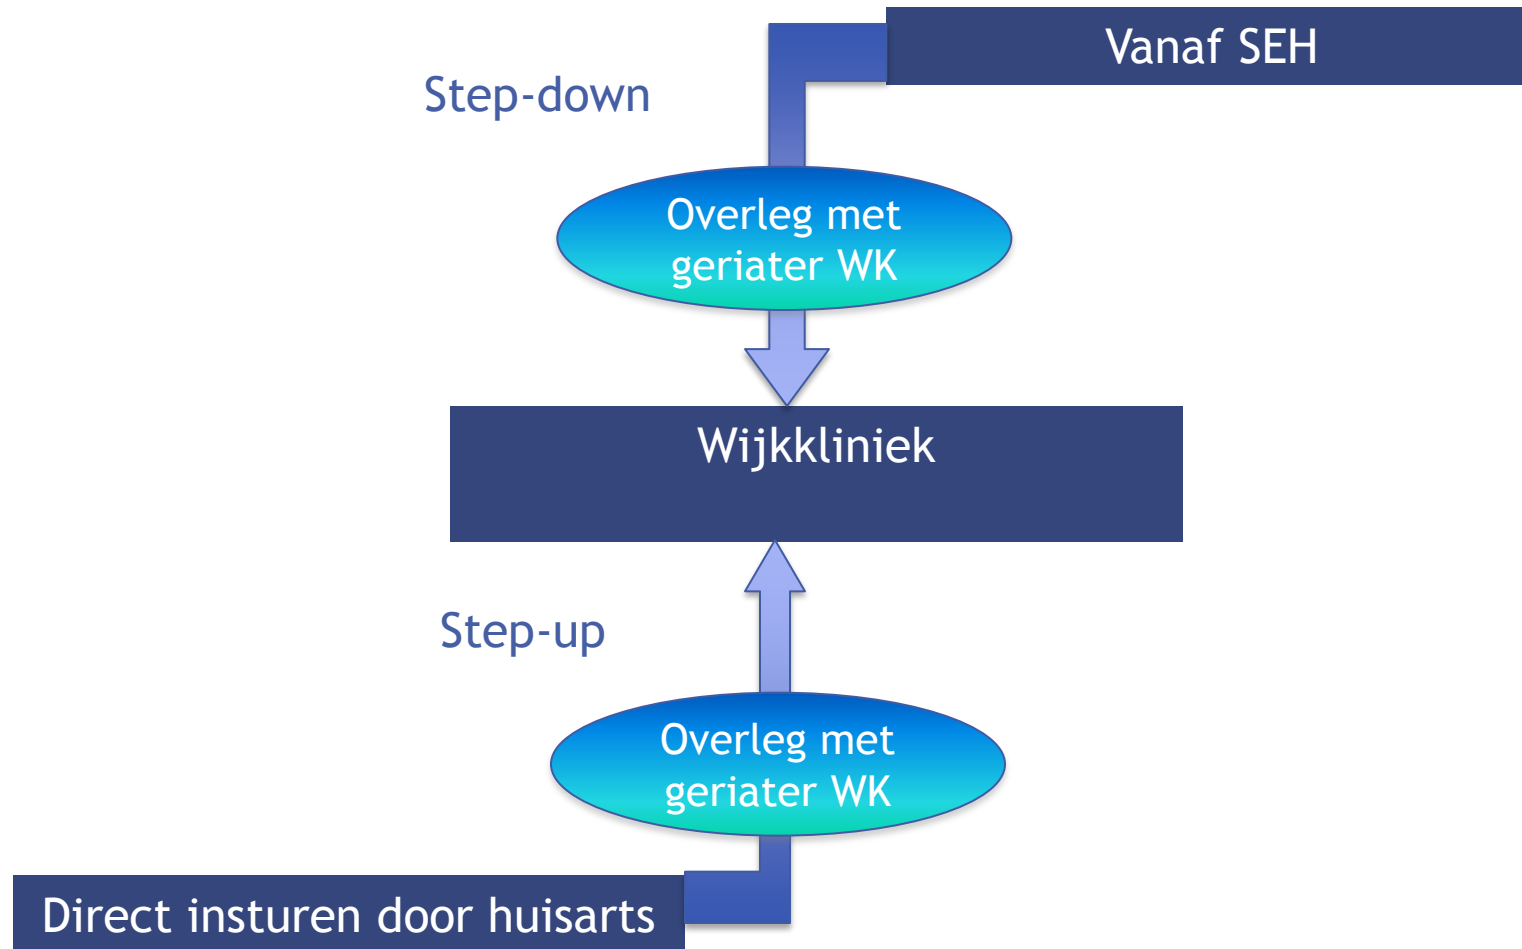 Vanaf SEH
Step-down
Overleg met
geriater WK
Wijkkliniek
Step-up
Overleg met
geriater WK
Direct insturen door huisarts